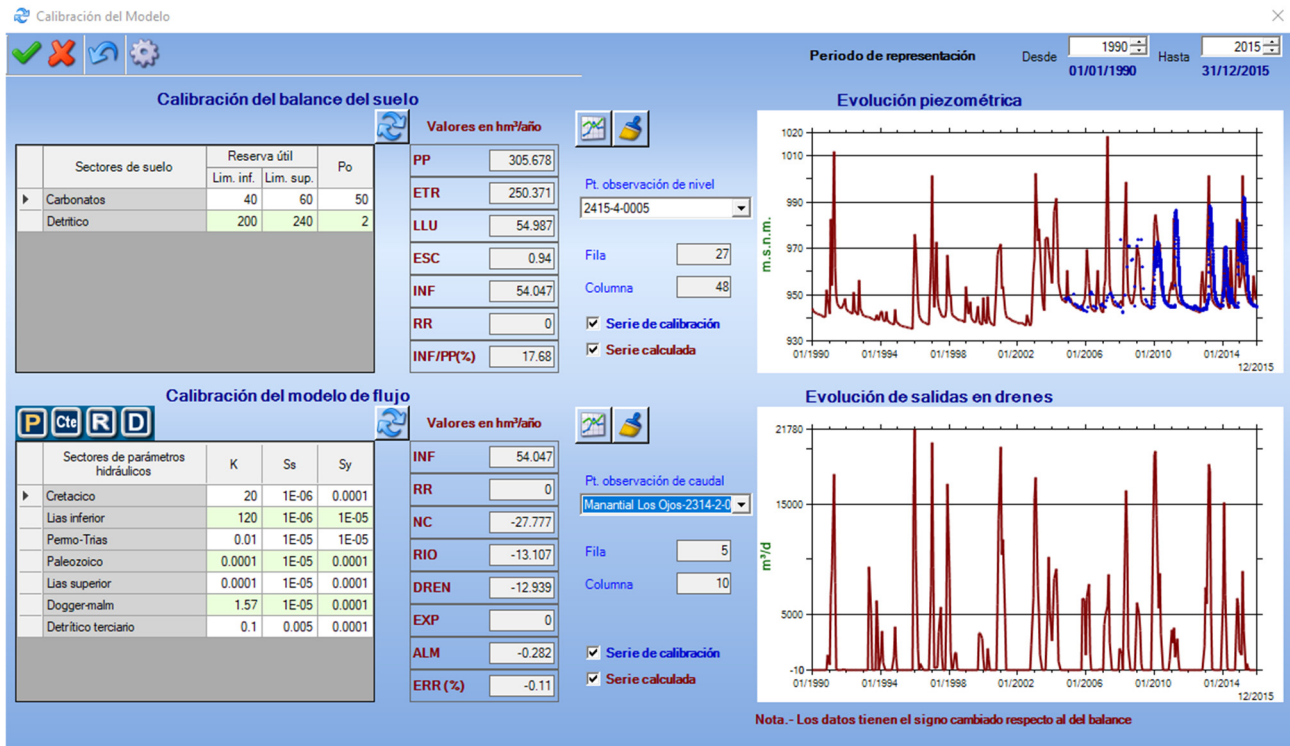 Calibración del Modelo
Periodo de representación Desde 1990 Hasta 2015
01/01/1990 31/12/2015
Calibración del balance del suelo
Valores en hm³/año
Sectores de suelo Reserva útil Po
Lim. inf. Lim. sup.
Carbonatos 40 60 50
Detrítico 200 240 2
PP 305.678
ETR 250.371
LLU 54.987
ESC 0.94
INF 54.047
RR 0
INF/PP(%) 17.68
Pt. observación de nivel
2415-4-0005
Fila 27
Columna 48
Serie de calibración
Serie calculada
Evolución piezométrica
m.s.n.m.
1020
1010
990
970
950
930
01/1990 01/1994 01/1998 01/2002 01/2006 01/2010 01/2014
12/2015
Calibración del modelo de flujo
P Cte R D
Valores en hm³/año
Sectores de parámetros hidráulicos K Ss Sy
Cretacico 20 1E-06 0.0001
Lias inferior 120 1E-06 1E-05
Permo-Trias 0.01 1E-05 1E-05
Paleozoico 0.0001 1E-05 0.0001
Lias superior 0.0001 1E-05 0.0001
Dogger-malm 1.57 1E-05 0.0001
Detrítico terciario 0.1 0.005 0.0001
INF 54.047
RR 0
NC -27.777
RIO -13.107
DREN -12.939
EXP 0
ALM -0.282
ERR (%) -0.11
Pt. observación de caudal
Manantial Los Ojos-2314-2-0
Fila 5
Columna 10
Serie de calibración
Serie calculada
Evolución de salidas en drenes
m³/d
21780
15000
5000
-10
01/1990 01/1994 01/1998 01/2002 01/2006 01/2010 01/2014
12/2015
Nota.- Los datos tienen el signo cambiado respecto al del balance